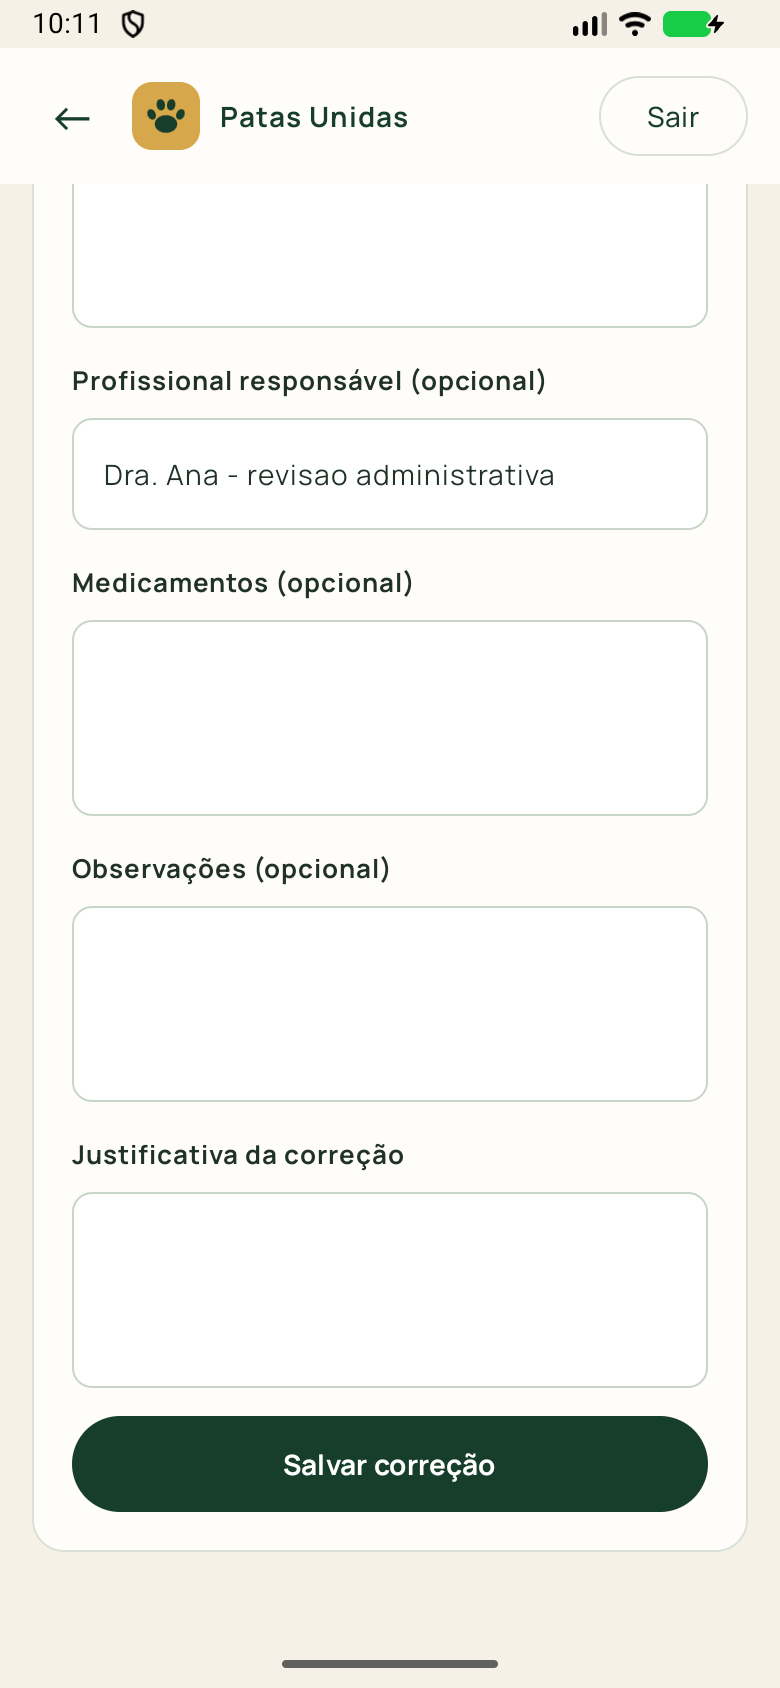 10:11
Patas Unidas
Sair
Profissional responsável (opcional)
Dra. Ana - revisao administrativa
Medicamentos (opcional)
Observações (opcional)
Justificativa da correção
Salvar correção